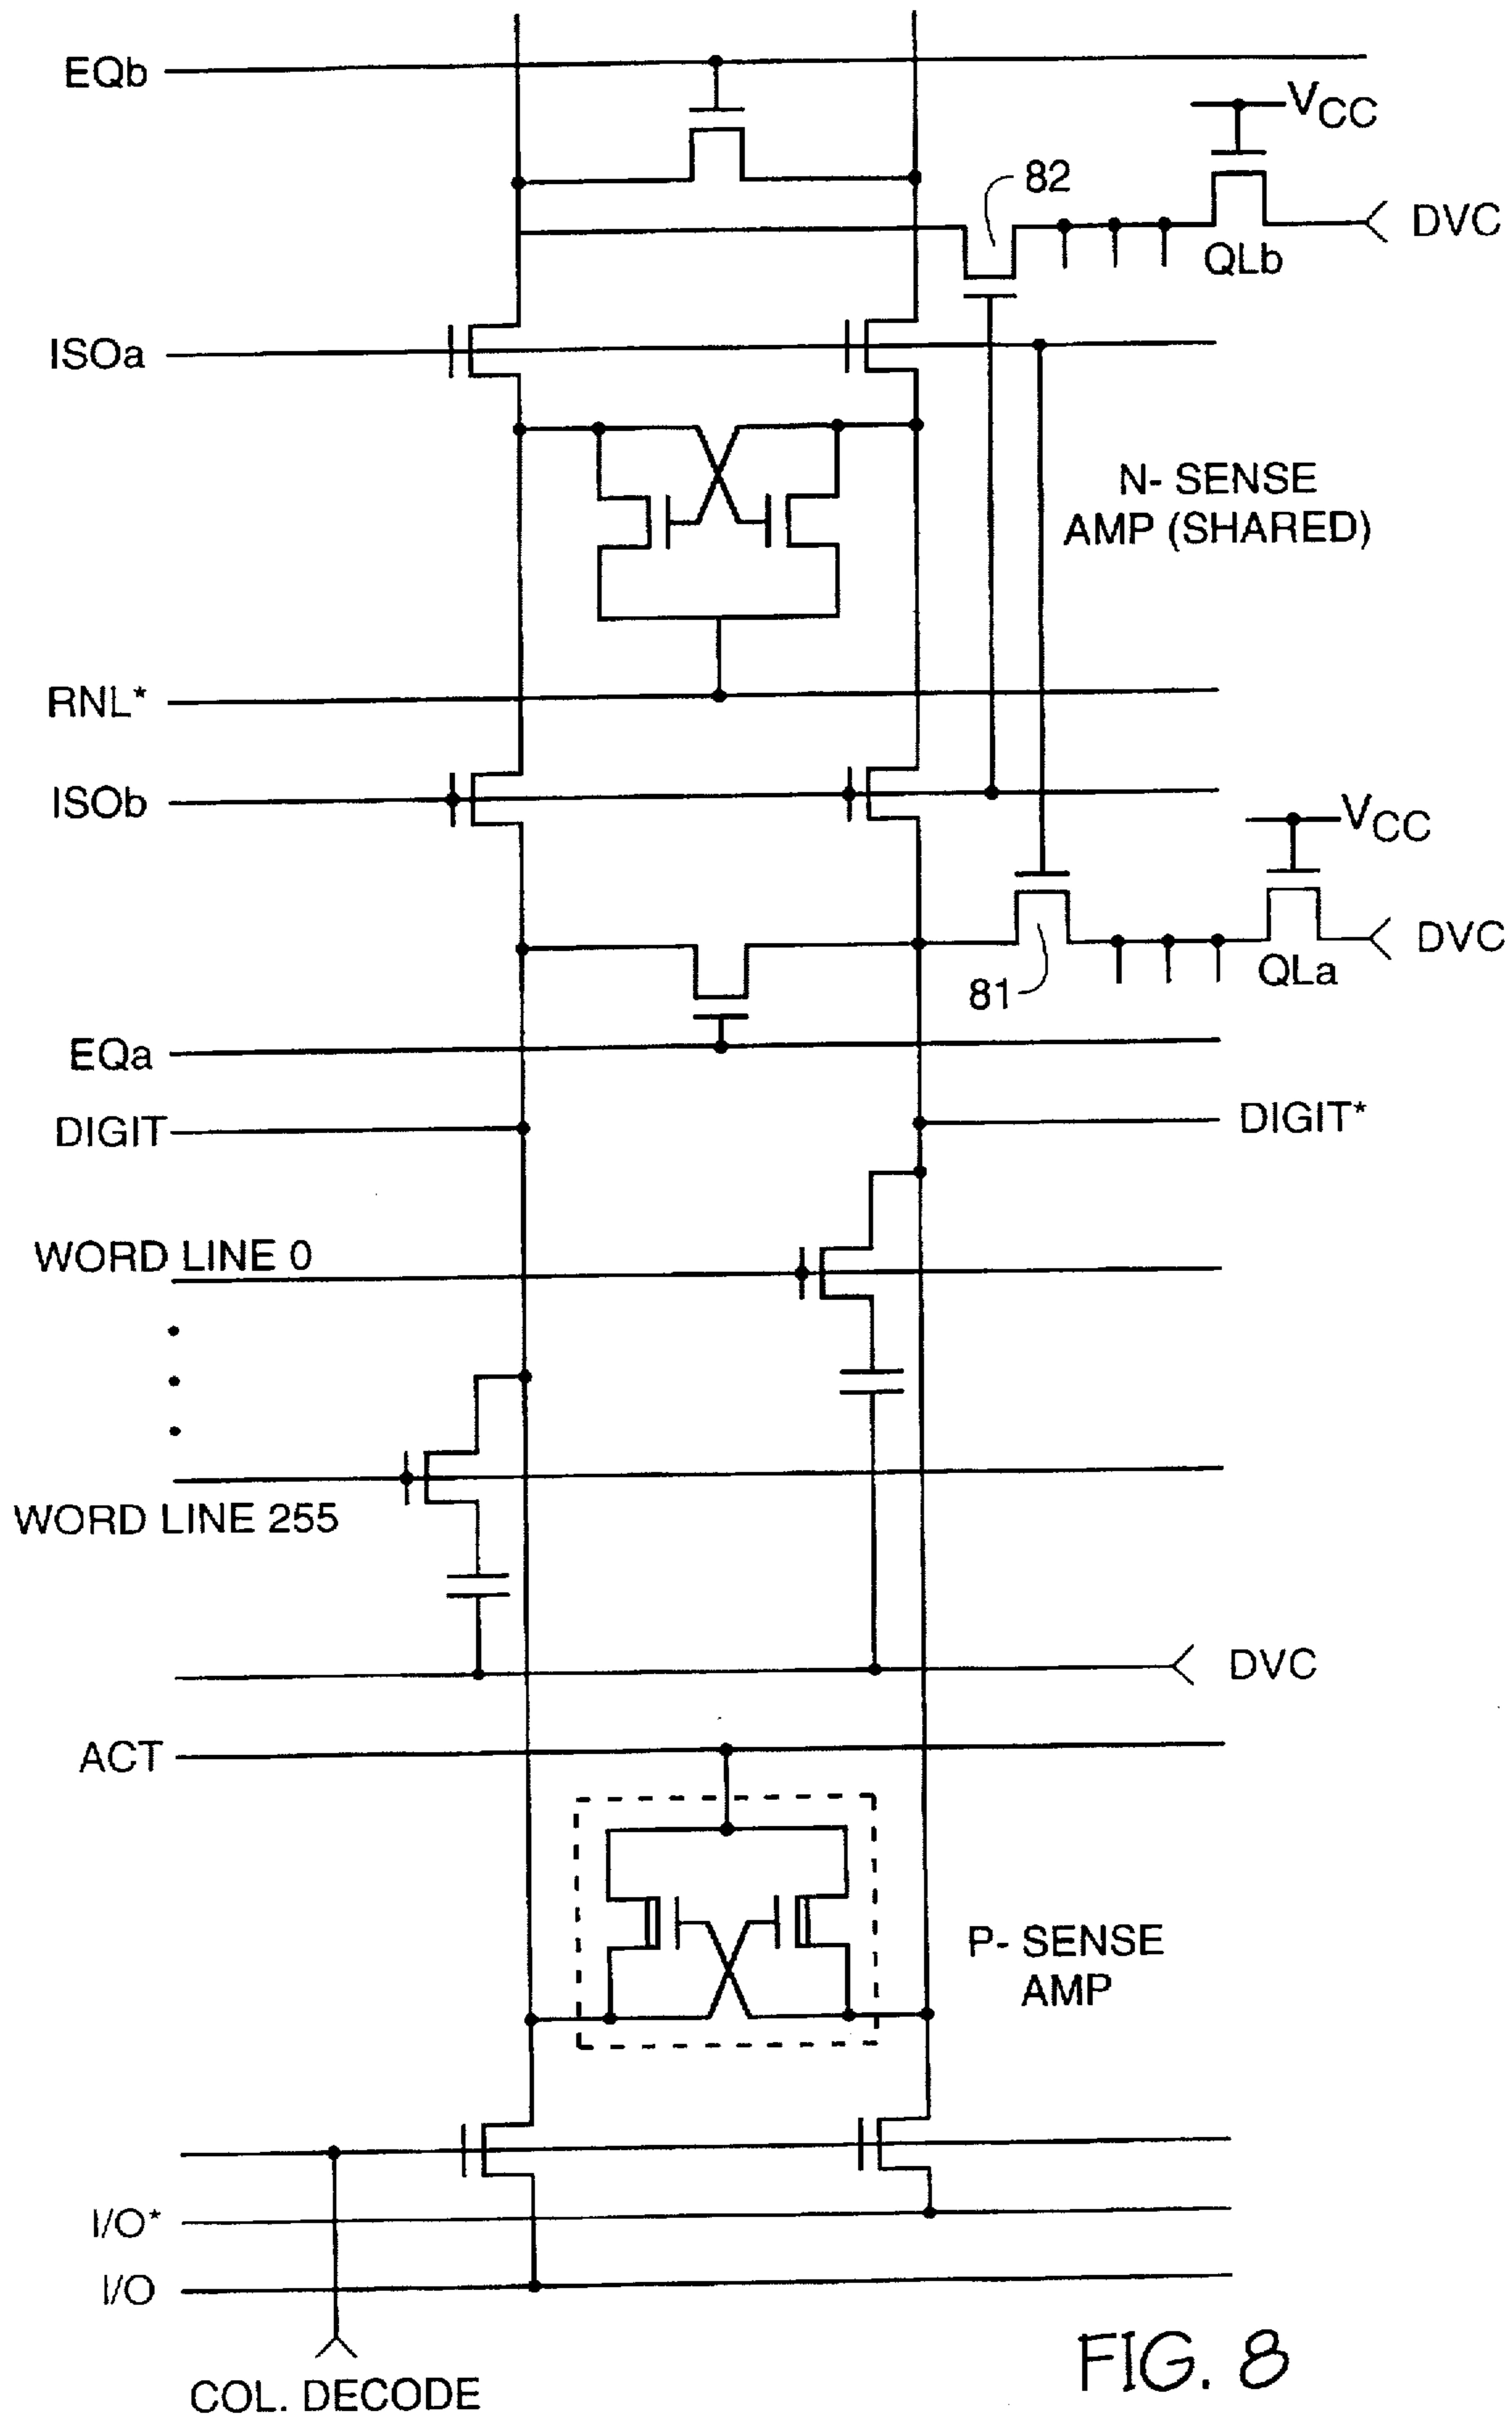 EQb
VCC
82
DVC
QLb
ISOa
N- SENSE
AMP (SHARED)
RNL*
ISOb
VCC
DVC
QLa
81
EQa
DIGIT
DIGIT*
WORD LINE 0
WORD LINE 255
DVC
ACT
P- SENSE
AMP
I/O*
I/O
COL. DECODE
FIG. 8